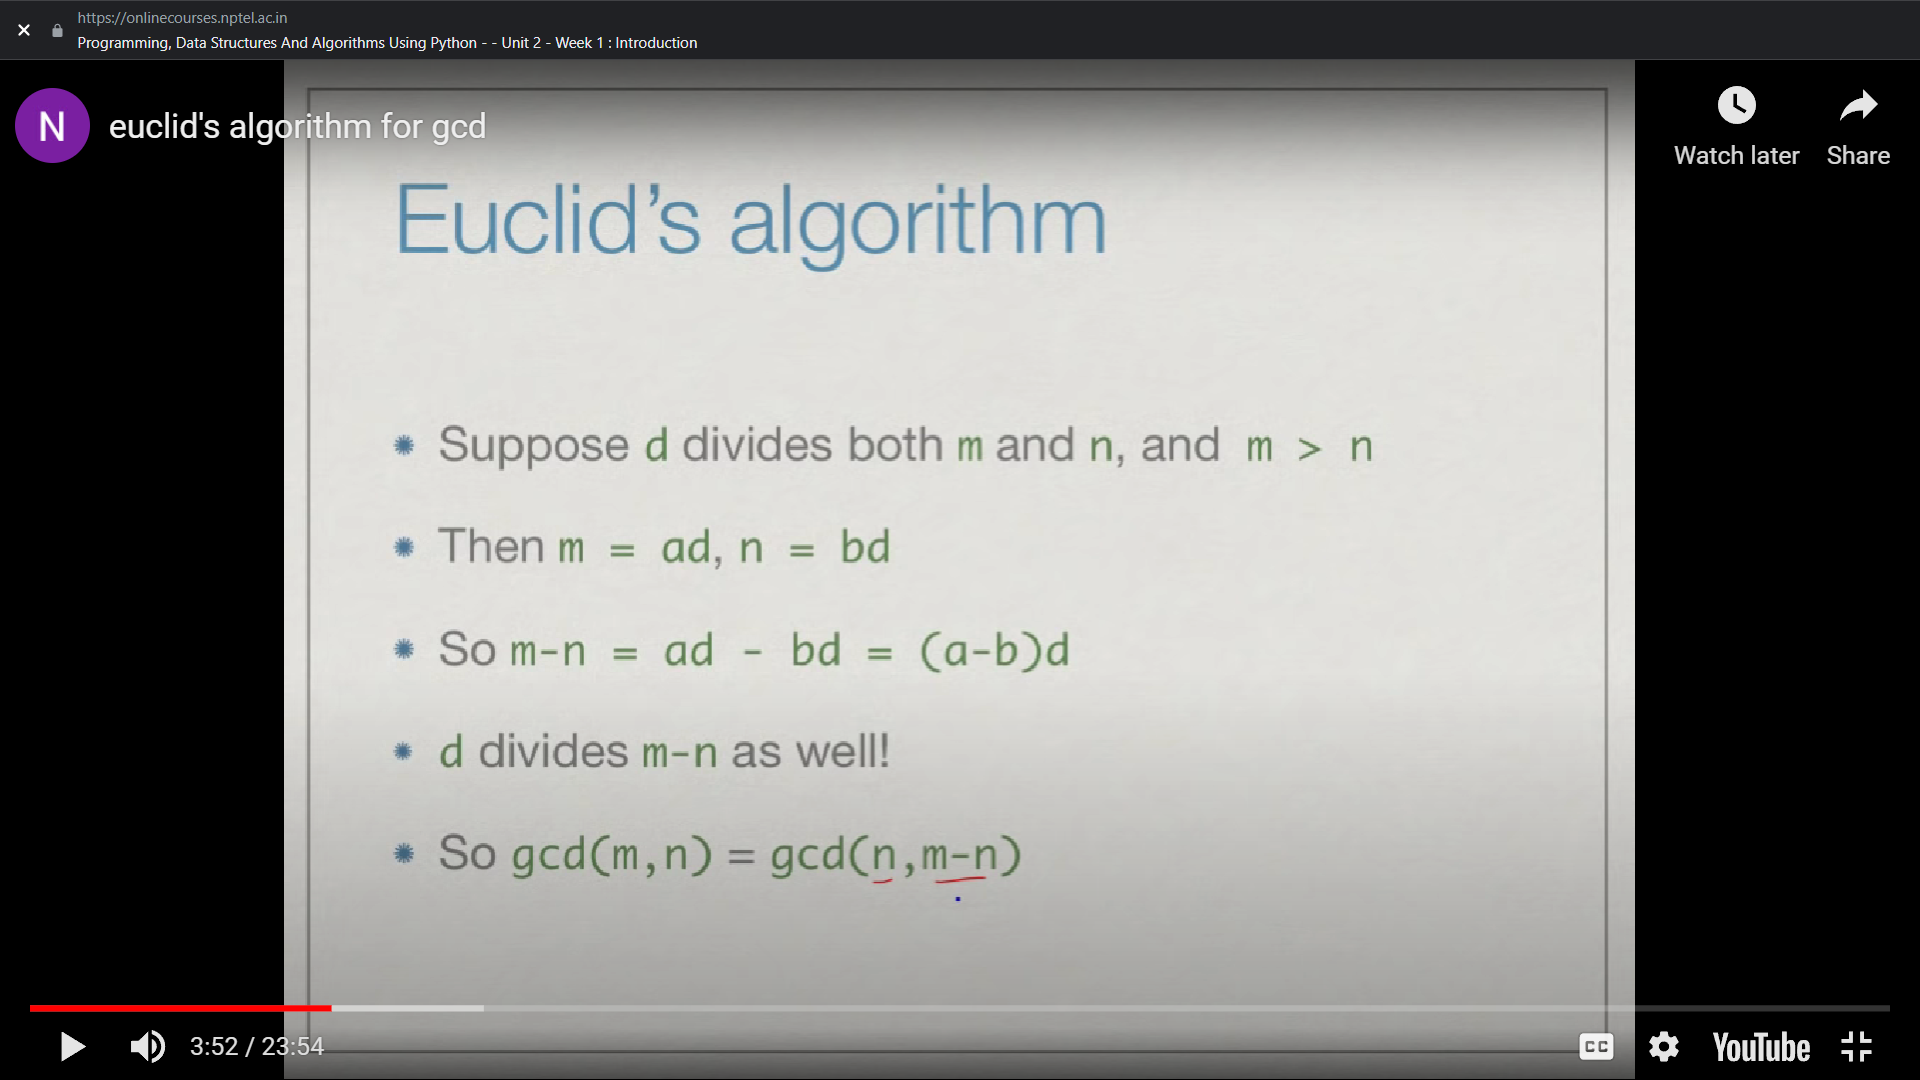 https://onlinecourses.nptel.ac.in
Programming, Data Structures And Algorithms Using Python - - Unit 2 - Week 1 : Introduction
N
euclid's algorithm for gcd
Watch later
Share
Euclid’s algorithm
Suppose d divides both m and n, and m > n
Then m = ad, n = bd
So m-n = ad - bd = (a-b)d
d divides m-n as well!
So gcd(m,n) = gcd(n,m-n)
3:52 / 23:54
CC
YouTube